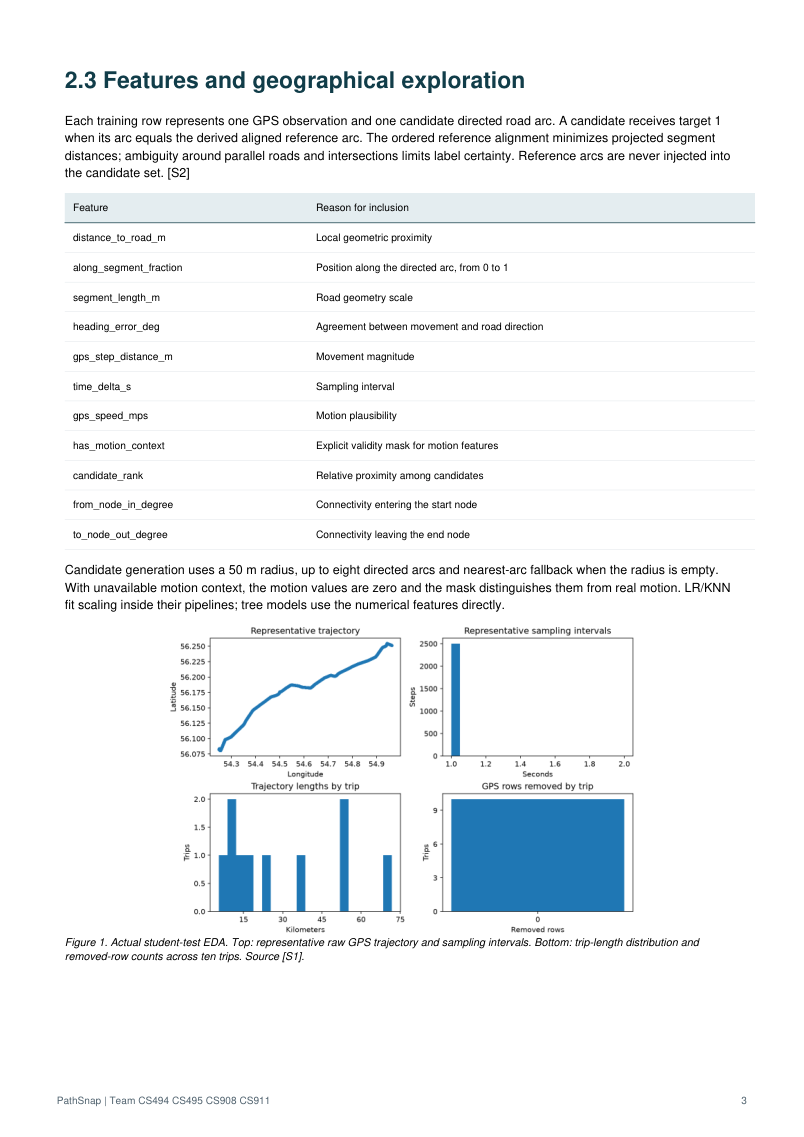 2.3 Features and geographical exploration
Each training row represents one GPS observation and one candidate directed road arc. A candidate receives target 1
when its arc equals the derived aligned reference arc. The ordered reference alignment minimizes projected segment
distances; ambiguity around parallel roads and intersections limits label certainty. Reference arcs are never injected into
the candidate set. [S2]
Feature Reason for inclusion
distance_to_road_m Local geometric proximity
along_segment_fraction Position along the directed arc, from 0 to 1
segment_length_m Road geometry scale
heading_error_deg Agreement between movement and road direction
gps_step_distance_m Movement magnitude
time_delta_s Sampling interval
gps_speed_mps Motion plausibility
has_motion_context Explicit validity mask for motion features
candidate_rank Relative proximity among candidates
from_node_in_degree Connectivity entering the start node
to_node_out_degree Connectivity leaving the end node
Candidate generation uses a 50 m radius, up to eight directed arcs and nearest-arc fallback when the radius is empty.
With unavailable motion context, the motion values are zero and the mask distinguishes them from real motion. LR/KNN
fit scaling inside their pipelines; tree models use the numerical features directly.
Representative trajectory
56.250
56.225
56.200
56.175
56.150
56.125
56.100
56.075
Latitude
54.3 54.4 54.5 54.6 54.7 54.8 54.9
Longitude
Representative sampling intervals
2500
2000
1500
1000
500
0
Steps
1.0 1.2 1.4 1.6 1.8 2.0
Seconds
Trajectory lengths by trip
2.0
1.5
1.0
0.5
0.0
Trips
15 30 45 60 75
Kilometers
GPS rows removed by trip
9
6
3
0
Trips
0
Removed rows
Figure 1. Actual student-test EDA. Top: representative raw GPS trajectory and sampling intervals. Bottom: trip-length distribution and
removed-row counts across ten trips. Source [S1].
PathSnap | Team CS494 CS495 CS908 CS911 3